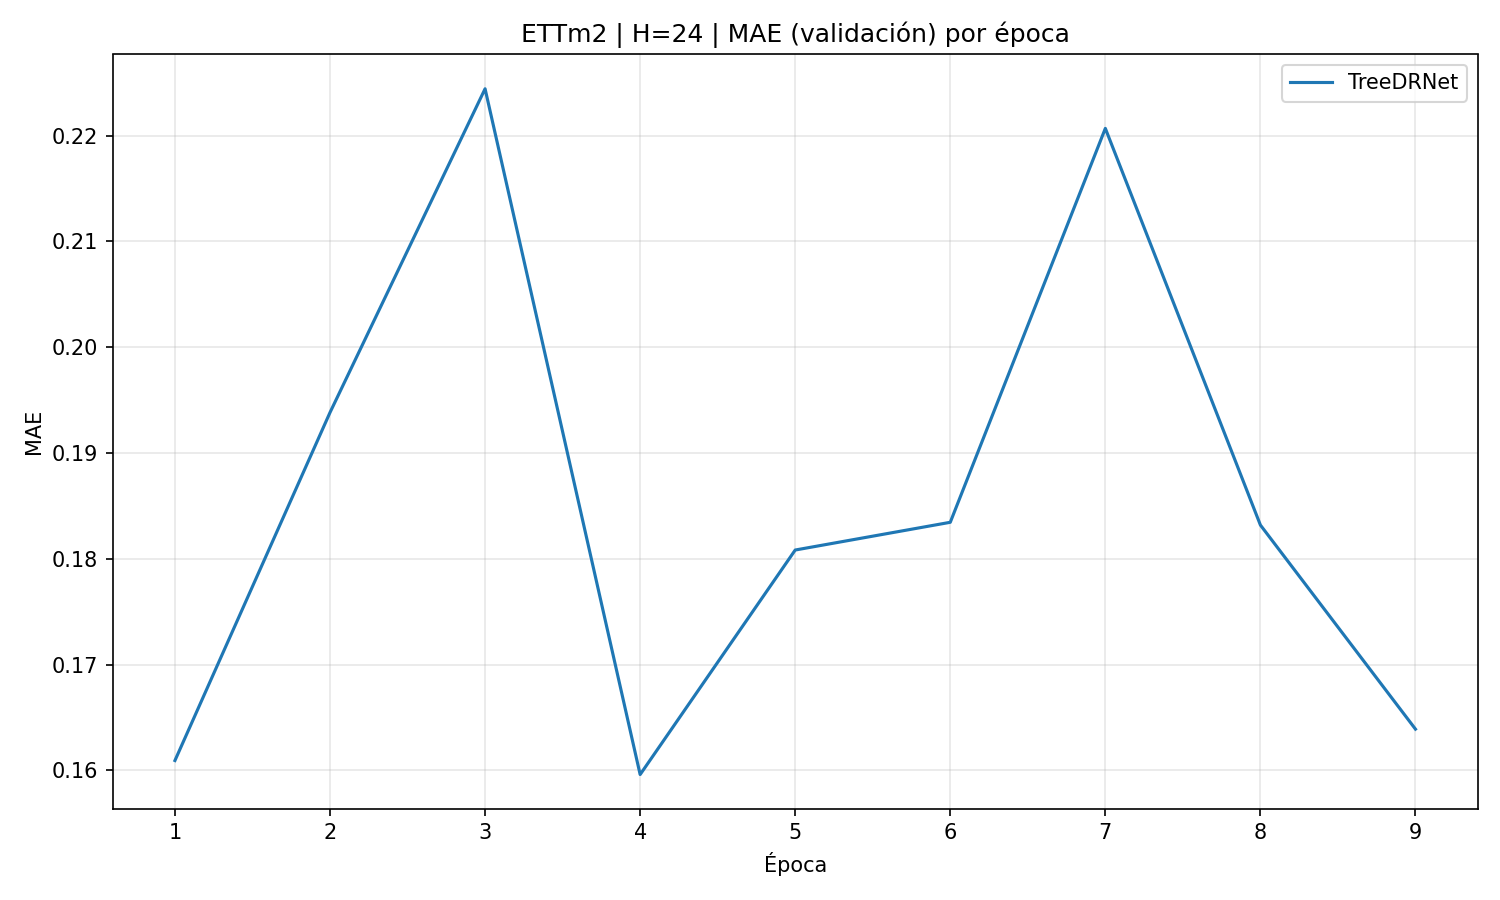 ETTm2 | H=24 | MAE (validación) por época
TreeDRNet
MAE
0.22
0.21
0.20
0.19
0.18
0.17
0.16
1 2 3 4 5 6 7 8 9
Época